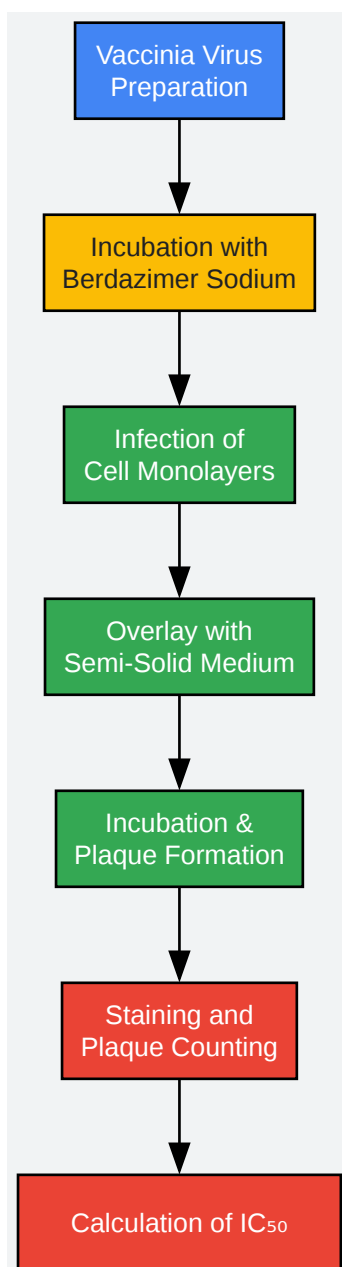 Vaccinia Virus
Preparation
Incubation with
Berdazimer Sodium
Infection of
Cell Monolayers
Overlay with
Semi-Solid Medium
Incubation &
Plaque Formation
Staining and
Plaque Counting
Calculation of IC₅₀